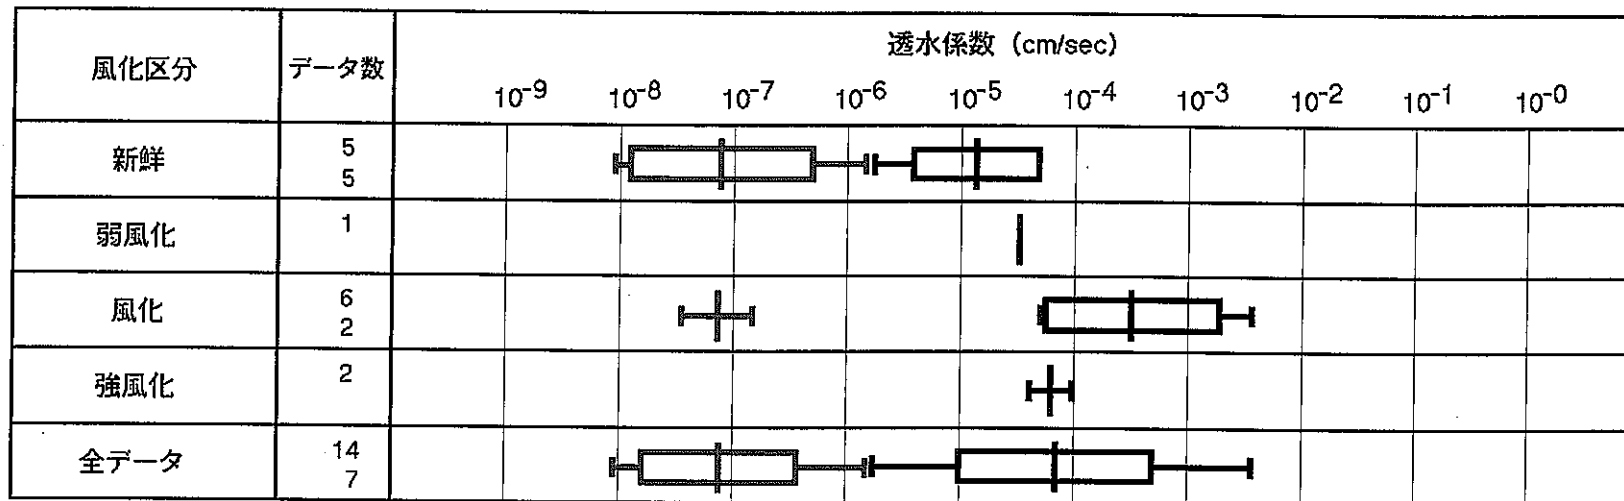 風化区分 データ数 透水係数 (cm/sec)
10-9 10-8 10-7 10-6 10-5 10-4 10-3 10-2 10-1 10-0
新鮮 5
5
弱風化 1
風化 6
2
強風化 2
全データ 14
7